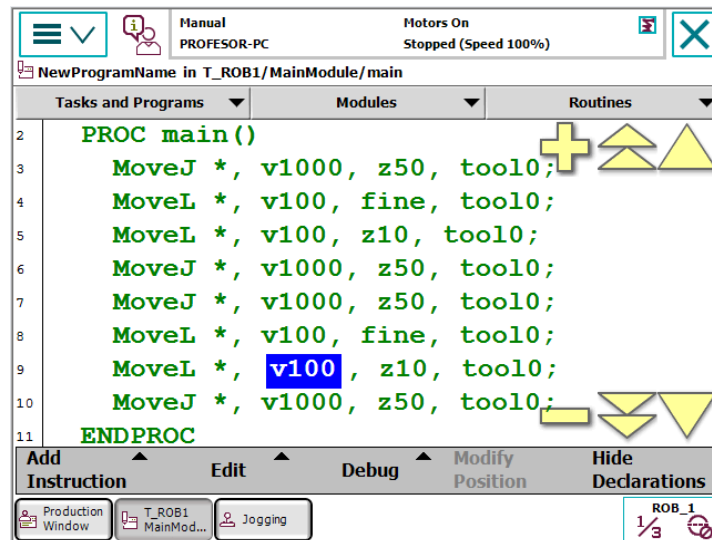 Manual
PROFESOR-PC
Motors On
Stopped (Speed 100%)
NewProgramName in T_ROB1/MainModule/main
Tasks and Programs
Modules
Routines
2 PROC main()
3 MoveJ *, v1000, z50, tool0;
4 MoveL *, v100, fine, tool0;
5 MoveL *, v100, z10, tool0;
6 MoveJ *, v1000, z50, tool0;
7 MoveJ *, v1000, z50, tool0;
8 MoveL *, v100, fine, tool0;
9 MoveL *, v100, z10, tool0;
10 MoveJ *, v1000, z50, tool0;
11 ENDPROC
Add
Instruction
Edit
Debug
Modify
Position
Hide
Declarations
Production
Window
T_ROB1
MainMod...
Jogging
ROB_1
1/3